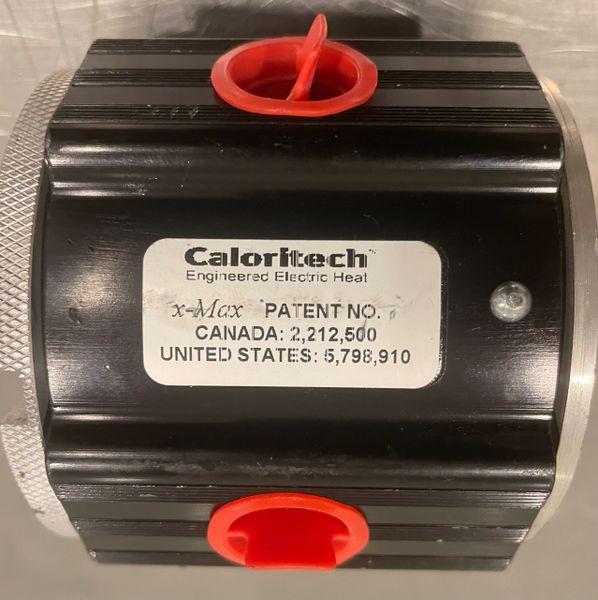 Caloritech
Engineered Electric Heat
x-Max PATENT NO.
CANADA: 2,212,500
UNITED STATES: 5,798,910